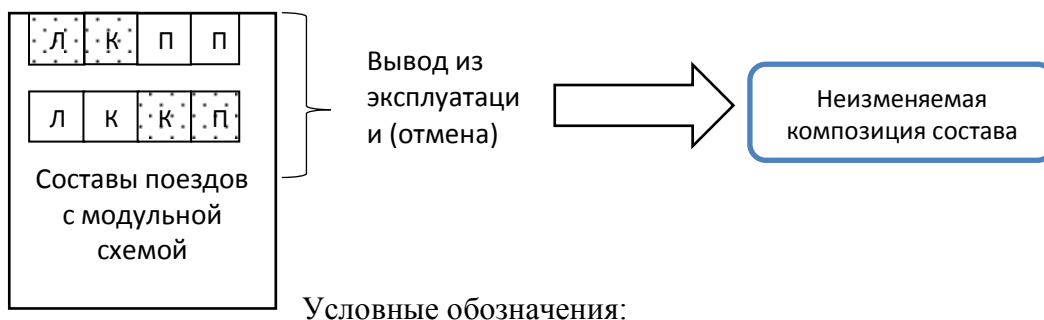 Л К П П
Л К К П
Составы поездов
с модульной
схемой
Вывод из
эксплуатаци
и (отмена)
Неизменяемая
композиция состава
Условные обозначения: